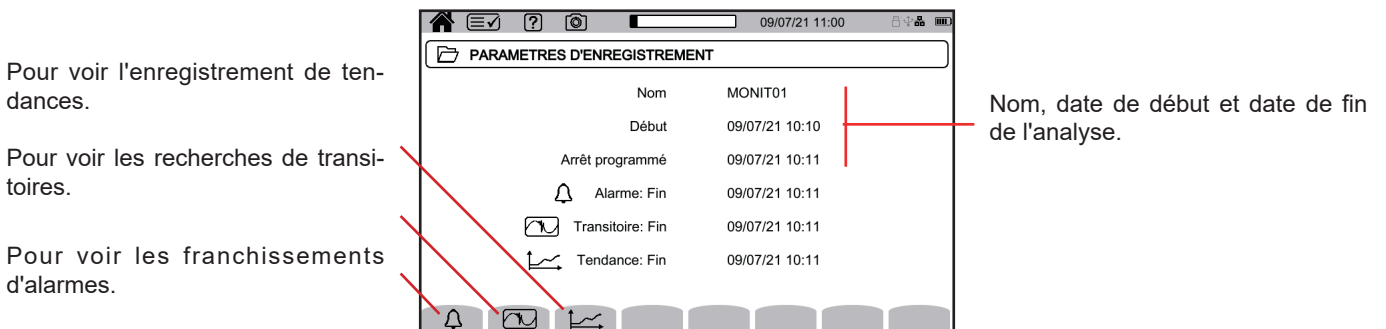 Pour voir l'enregistrement de ten-
dances.
Pour voir les recherches de transi-
toires.
Pour voir les franchissements
d'alarmes.
? 09/07/21 11:00
PARAMETRES D'ENREGISTREMENT
Nom MONIT01
Début 09/07/21 10:10
Arrêt programmé 09/07/21 10:11
Alarme: Fin 09/07/21 10:11
Transitoire: Fin 09/07/21 10:11
Tendance: Fin 09/07/21 10:11
Nom, date de début et date de fin
de l'analyse.